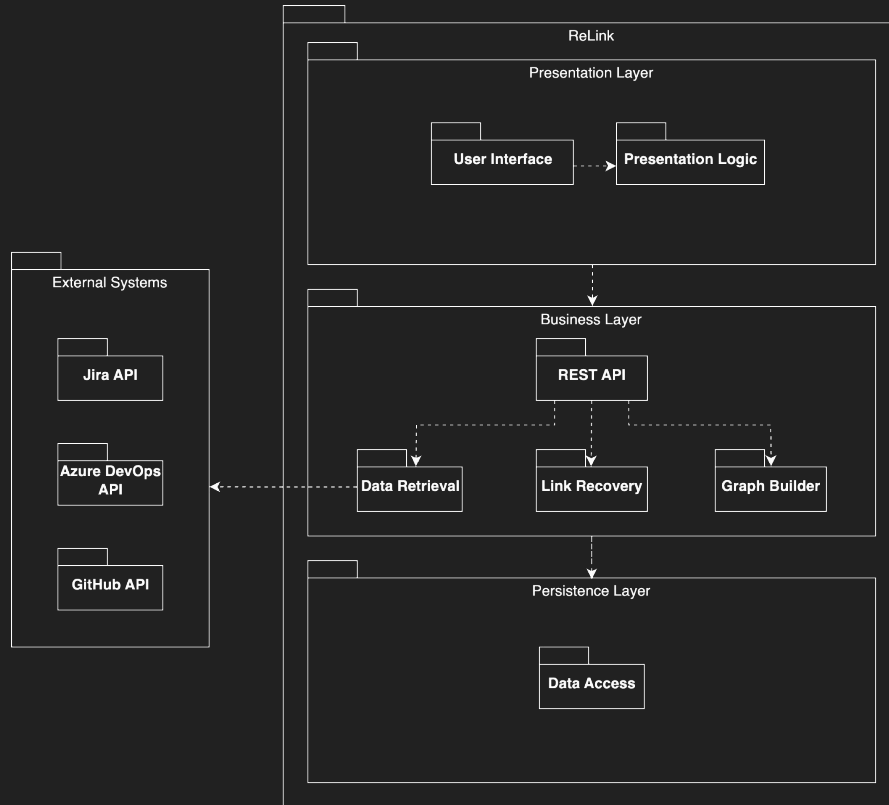 ReLink
Presentation Layer
User Interface
Presentation Logic
External Systems
Jira API
Azure DevOps
API
GitHub API
Business Layer
REST API
Data Retrieval
Link Recovery
Graph Builder
Persistence Layer
Data Access